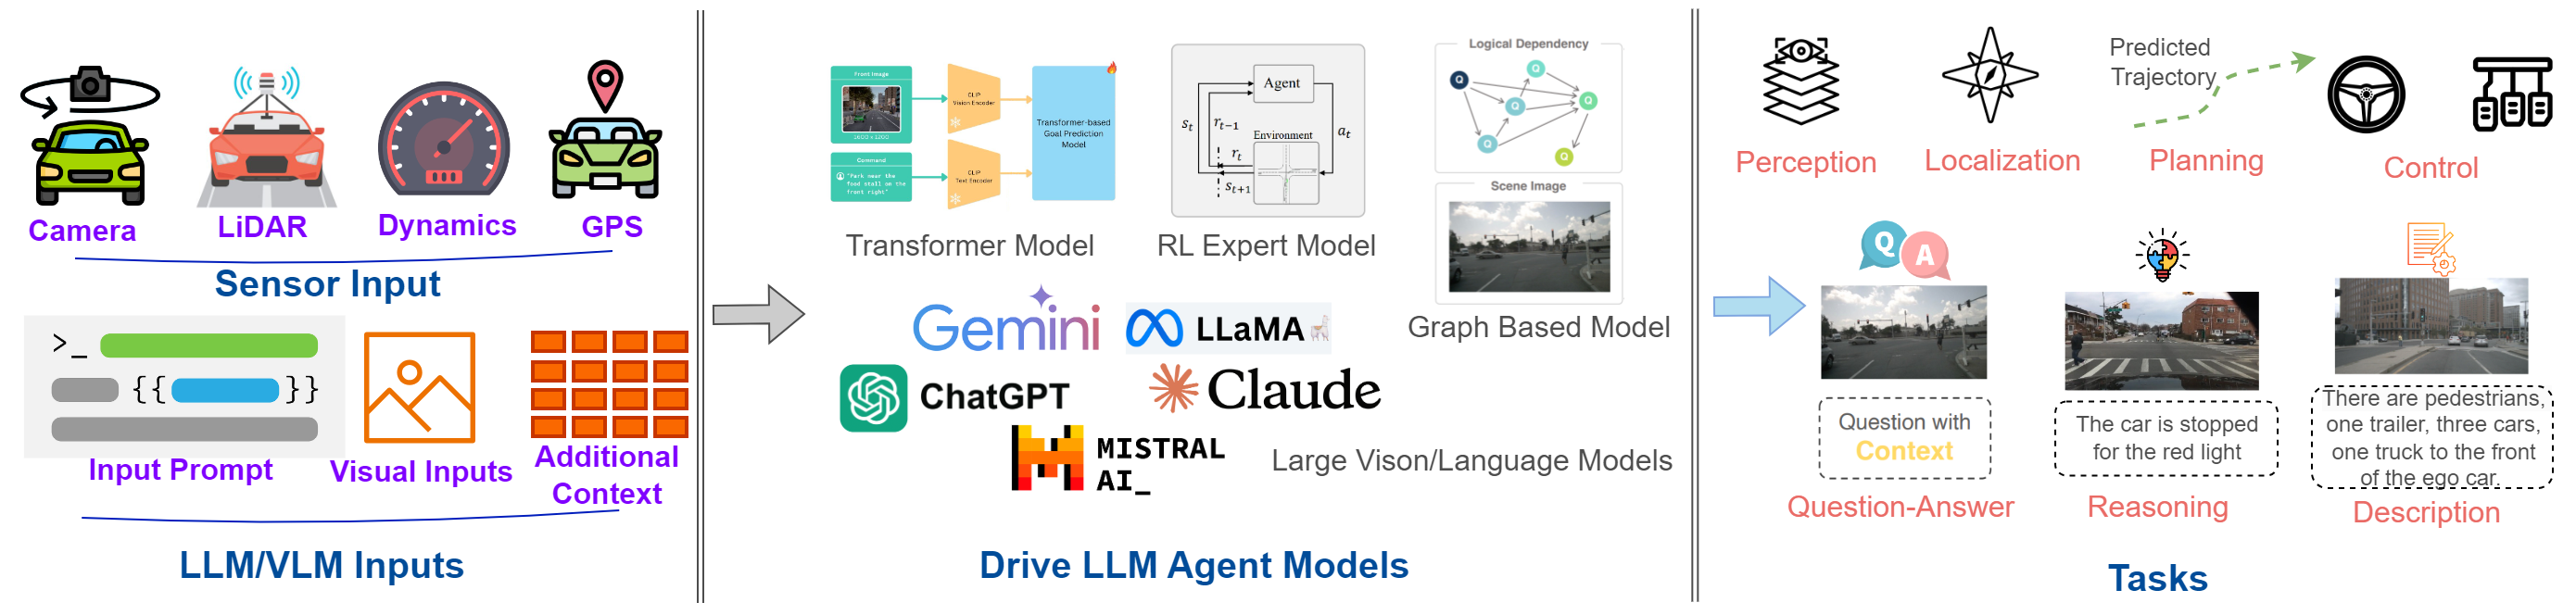 Camera
LiDAR
Dynamics
GPS
Sensor Input
>_
{{ }}
Input Prompt
Visual Inputs
Additional
Context
LLM/VLM Inputs
Front Image
1600 x 1200
Command
"Park near the
food stall on the
front right"
CLIP
Vision Encoder
CLIP
Text Encoder
Transformer-based
Goal Prediction
Model
Transformer Model
Agent
Environment
s_t
r_{t-1}
a_t
r_t
s_{t+1}
RL Expert Model
Logical Dependency
Q
Q
Q
Q
Q
Q
Scene Image
Graph Based Model
Gemini
LLaMA
ChatGPT
Claude
MISTRAL
AI_
Large Vison/Language Models
Drive LLM Agent Models
Perception
Localization
Predicted
Trajectory
Planning
Control
Q A
Question with
Context
Question-Answer
The car is stopped
for the red light
Reasoning
There are pedestrians,
one trailer, three cars,
one truck to the front
of the ego car.
Description
Tasks